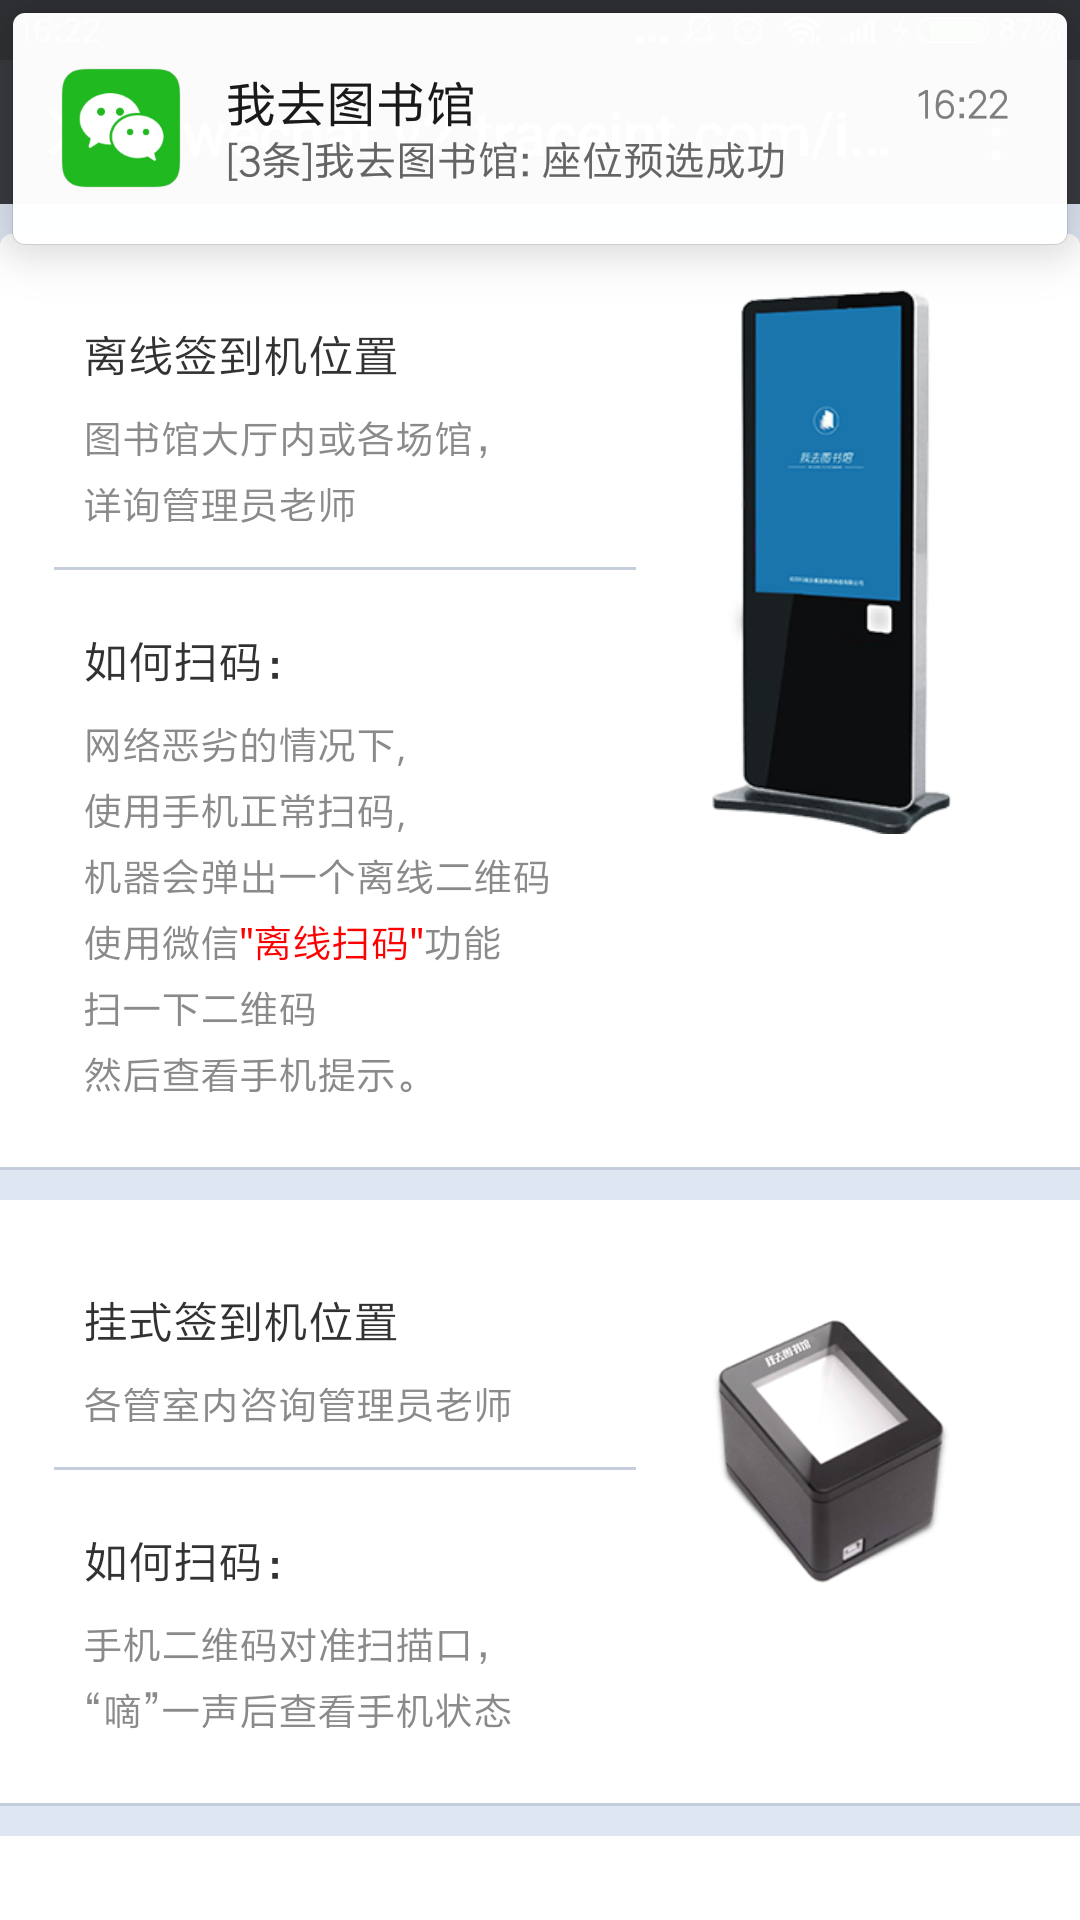 16:22
87%
我去图书馆
16:22
[3条]我去图书馆: 座位预选成功
离线签到机位置
图书馆大厅内或各场馆，
详询管理员老师
我去图书馆
如何扫码：
网络恶劣的情况下,
使用手机正常扫码,
机器会弹出一个离线二维码
使用微信"离线扫码"功能
扫一下二维码
然后查看手机提示。
挂式签到机位置
我去图书馆
各管室内咨询管理员老师
如何扫码：
手机二维码对准扫描口，
“嘀”一声后查看手机状态